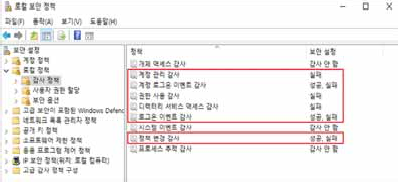 로컬 보안 정책
파일(F) 동작(A) 보기(V) 도움말(H)
보안 설정
계정 정책
로컬 정책
감사 정책
사용자 권한 할당
보안 옵션
고급 보안이 포함된 Windows Defend
네트워크 목록 관리자 정책
공개 키 정책
소프트웨어 제한 정책
응용 프로그램 제어 정책
IP 보안 정책(위치: 로컬 컴퓨터)
고급 감사 정책 구성
정책 보안 설정
개체 액세스 감사 감사 안 함
계정 관리 감사 실패
계정 로그온 이벤트 감사 성공, 실패
권한 사용 감사 실패
디렉터리 서비스 액세스 감사 실패
로그온 이벤트 감사 성공, 실패
시스템 이벤트 감사 감사 안 함
정책 변경 감사 성공, 실패
프로세스 추적 감사 감사 안 함